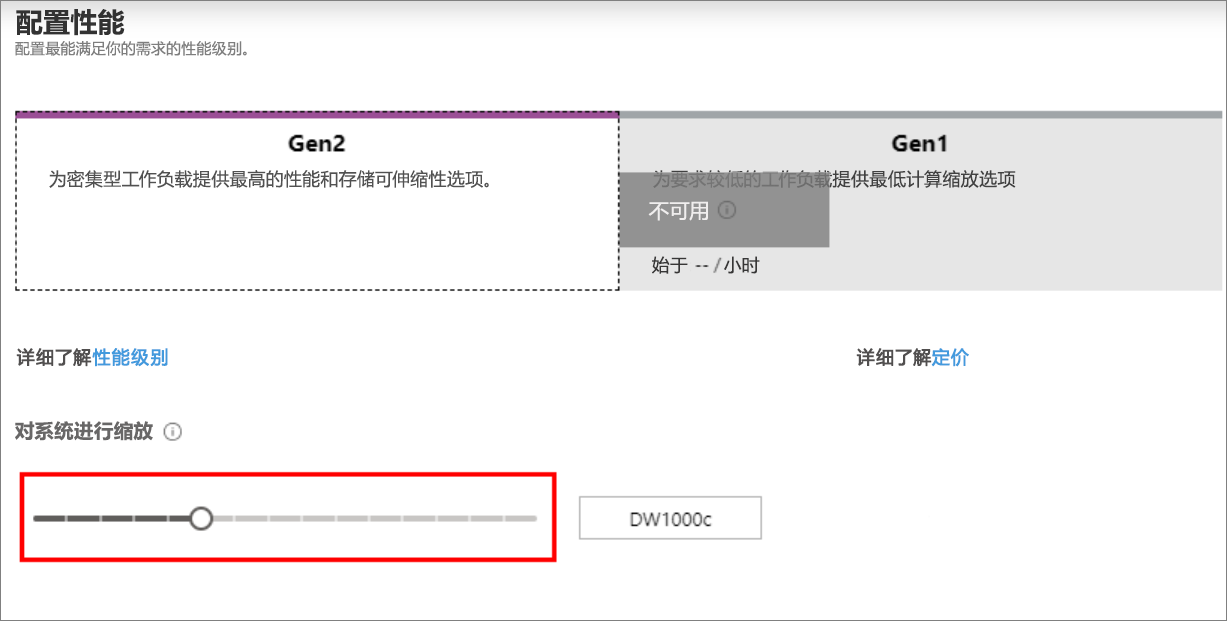 配置性能
配置最能满足你的需求的性能级别。
Gen2
为密集型工作负载提供最高的性能和存储可伸缩性选项。
Gen1
为要求较低的工作负载提供最低计算缩放选项
不可用
始于 -- /小时
详细了解性能级别
详细了解定价
对系统进行缩放
DW1000c